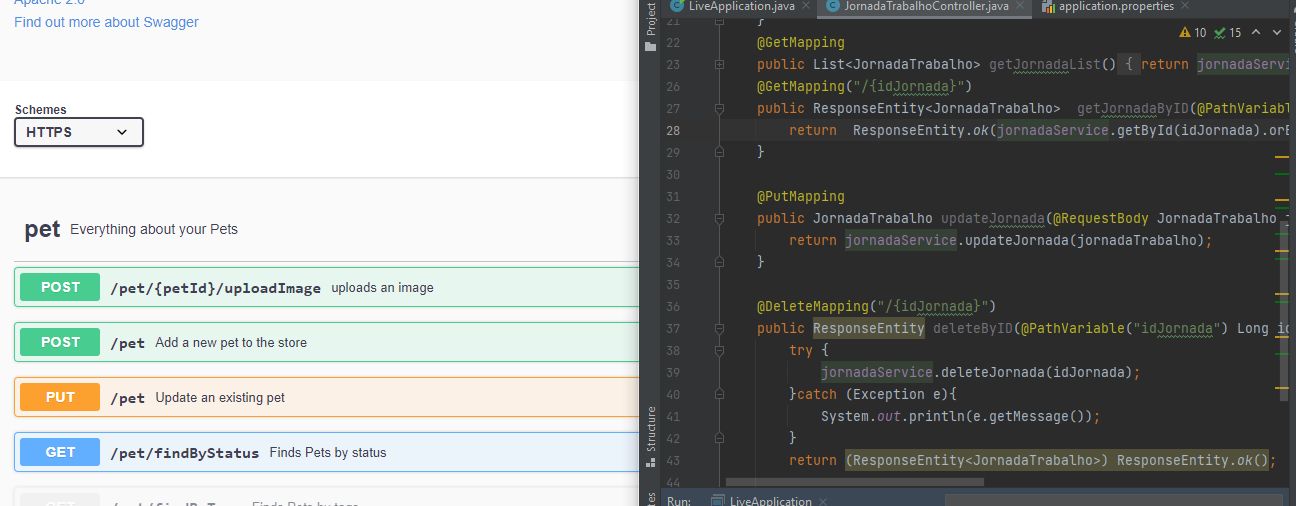 Apache 2.0
Find out more about Swagger
Schemes
HTTPS
pet Everything about your Pets
POST /pet/{petId}/uploadImage uploads an image
POST /pet Add a new pet to the store
PUT /pet Update an existing pet
GET /pet/findByStatus Finds Pets by status
GET Finds Pets by tags
LiveApplication.java JornadaTrabalhoController.java application.properties
Project
10 15
21 }
22 @GetMapping
23 public List<JornadaTrabalho> getJornadaList() { return jornadaServi
26 @GetMapping("/{idJornada}")
27 public ResponseEntity<JornadaTrabalho> getJornadaByID(@PathVariabl
28 return ResponseEntity.ok(jornadaService.getById(idJornada).orE
29 }
30
31 @PutMapping
32 public JornadaTrabalho updateJornada(@RequestBody JornadaTrabalho
33 return jornadaService.updateJornada(jornadaTrabalho);
34 }
35
36 @DeleteMapping("/{idJornada}")
37 public ResponseEntity deleteByID(@PathVariable("idJornada") Long id
38 try {
39 jornadaService.deleteJornada(idJornada);
40 }catch (Exception e){
41 System.out.println(e.getMessage());
42 }
43 return (ResponseEntity<JornadaTrabalho>) ResponseEntity.ok();
44
Structure
Run: LiveApplication